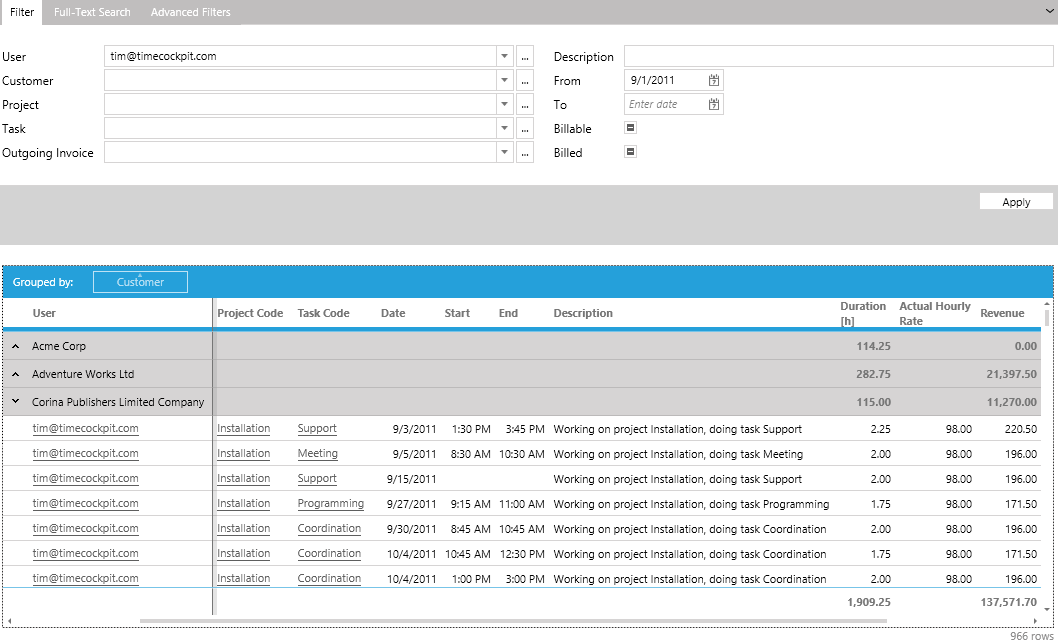 Filter Full-Text Search Advanced Filters
User tim@timecockpit.com ... Description
Customer ... From 9/1/2011
Project ... To Enter date
Task ... Billable
Outgoing Invoice ... Billed
Apply
Grouped by: Customer
User Project Code Task Code Date Start End Description Duration [h] Actual Hourly Rate Revenue
Acme Corp 114.25 0.00
Adventure Works Ltd 282.75 21,397.50
Corina Publishers Limited Company 115.00 11,270.00
tim@timecockpit.com Installation Support 9/3/2011 1:30 PM 3:45 PM Working on project Installation, doing task Support 2.25 98.00 220.50
tim@timecockpit.com Installation Meeting 9/5/2011 8:30 AM 10:30 AM Working on project Installation, doing task Meeting 2.00 98.00 196.00
tim@timecockpit.com Installation Support 9/15/2011 Working on project Installation, doing task Support 2.00 98.00 196.00
tim@timecockpit.com Installation Programming 9/27/2011 9:15 AM 11:00 AM Working on project Installation, doing task Programming 1.75 98.00 171.50
tim@timecockpit.com Installation Coordination 9/30/2011 8:45 AM 10:45 AM Working on project Installation, doing task Coordination 2.00 98.00 196.00
tim@timecockpit.com Installation Coordination 10/4/2011 10:45 AM 12:30 PM Working on project Installation, doing task Coordination 1.75 98.00 171.50
tim@timecockpit.com Installation Coordination 10/4/2011 1:00 PM 3:00 PM Working on project Installation, doing task Coordination 2.00 98.00 196.00
1,909.25 137,571.70
966 rows